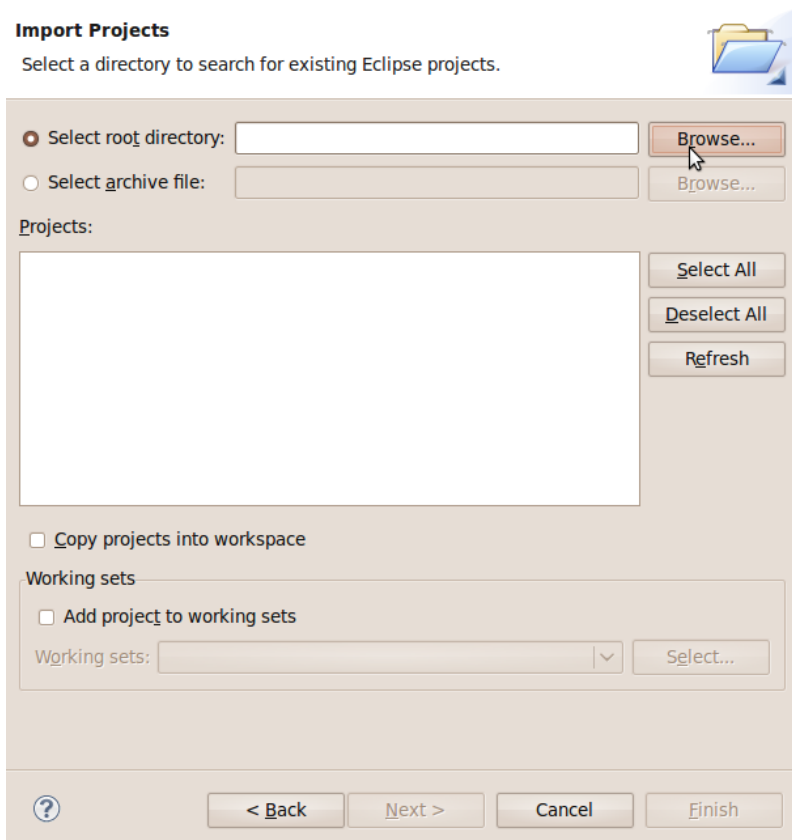 Import Projects
Select a directory to search for existing Eclipse projects.
Select root directory: Browse...
Select archive file: Browse...
Projects:
Select All
Deselect All
Refresh
Copy projects into workspace
Working sets
Add project to working sets
Working sets: Select...
? < Back Next > Cancel Finish